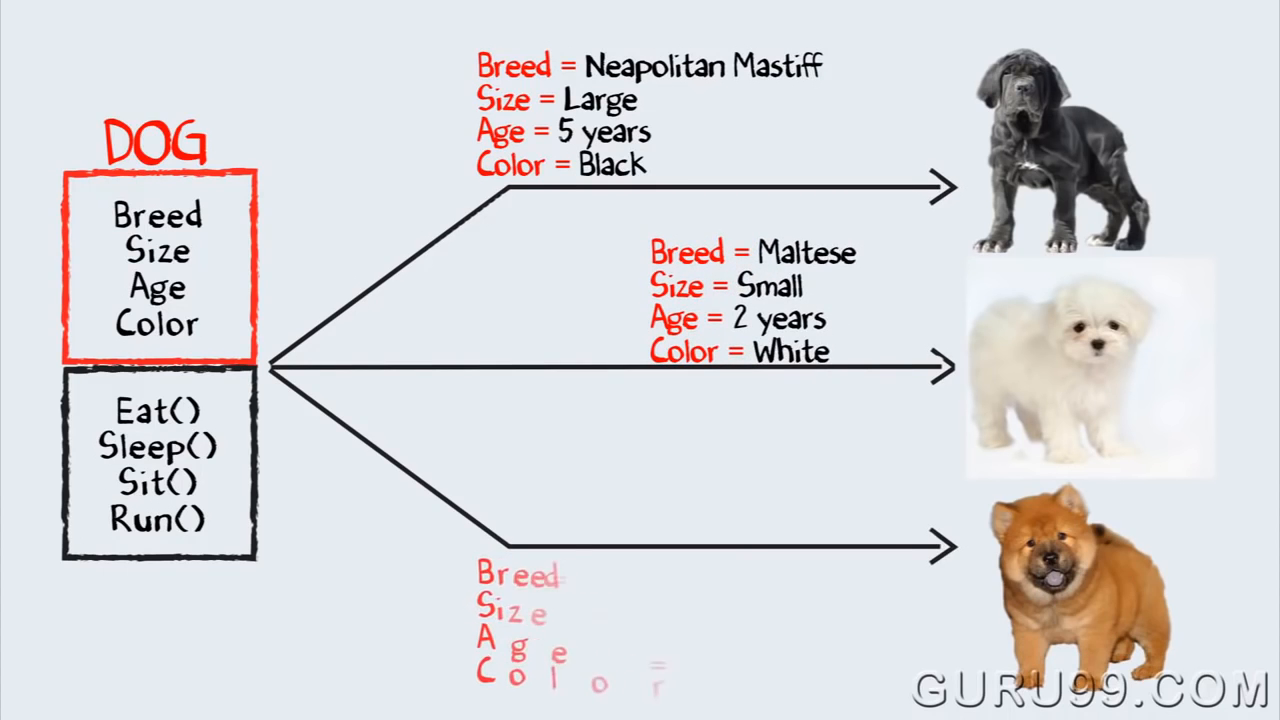 DOG
Breed
Size
Age
Color
Eat()
Sleep()
Sit()
Run()
Breed = Neapolitan Mastiff
Size = Large
Age = 5 years
Color = Black
Breed = Maltese
Size = Small
Age = 2 years
Color = White
Breed =
Size
Age
Color =
GURU99.COM